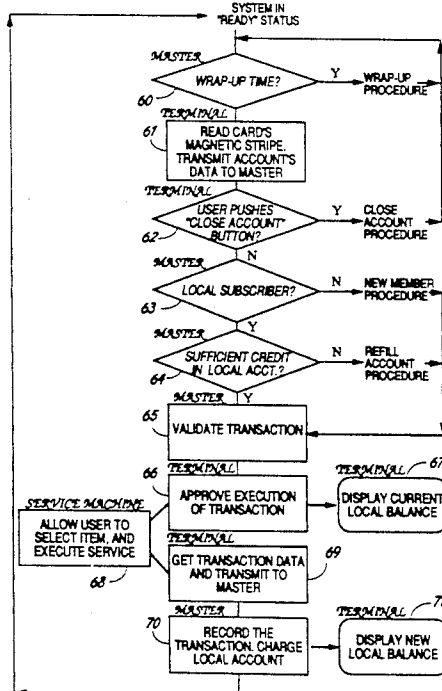 SYSTEM IN
"READY" STATUS
MASTER
WRAP-UP TIME?
Y
WRAP-UP
PROCEDURE
60
TERMINAL
61
READ CARD'S
MAGNETIC STRIPE.
TRANSMIT ACCOUNT'S
DATA TO MASTER
TERMINAL
USER PUSHES
"CLOSE ACCOUNT"
BUTTON?
Y
CLOSE
ACCOUNT
PROCEDURE
62
N
MASTER
LOCAL SUBSCRIBER?
N
NEW MEMBER
PROCEDURE
63
Y
MASTER
SUFFICIENT CREDIT
IN LOCAL ACCT.?
N
REFILL
ACCOUNT
PROCEDURE
64
Y
MASTER
65
VALIDATE TRANSACTION
66
TERMINAL
APPROVE EXECUTION
OF TRANSACTION
TERMINAL
67
DISPLAY CURRENT
LOCAL BALANCE
SERVICE MACHINE
ALLOW USER TO
SELECT ITEM, AND
EXECUTE SERVICE
68
TERMINAL
69
GET TRANSACTION DATA
AND TRANSMIT TO
MASTER
MASTER
70
RECORD THE
TRANSACTION. CHARGE
LOCAL ACCOUNT
TERMINAL
DISPLAY NEW
LOCAL BALANCE